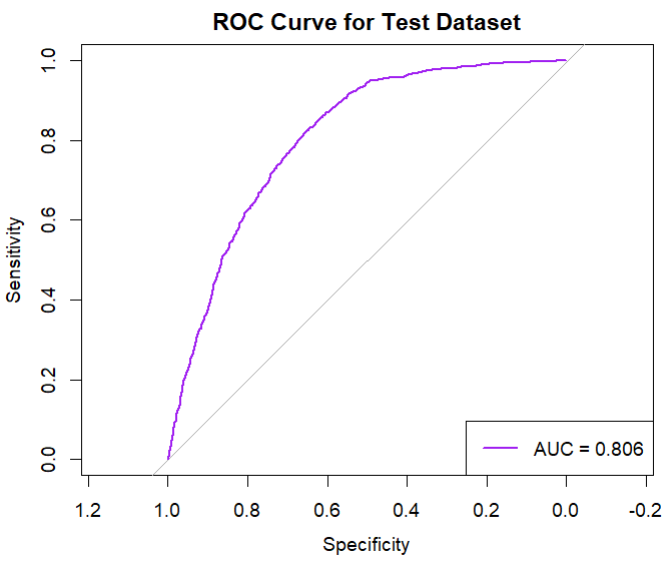 ROC Curve for Test Dataset
Sensitivity
1.0
0.8
0.6
0.4
0.2
0.0
AUC = 0.806
1.2 1.0 0.8 0.6 0.4 0.2 0.0 -0.2
Specificity